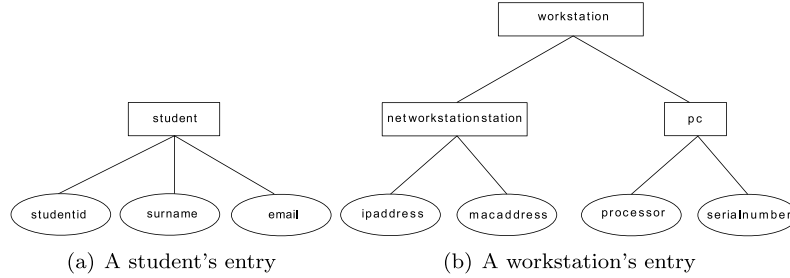 workstation
student
networkstationstation
pc
studentid
surname
email
ipaddress
macaddress
processor
serialnumber
(a) A student's entry
(b) A workstation's entry